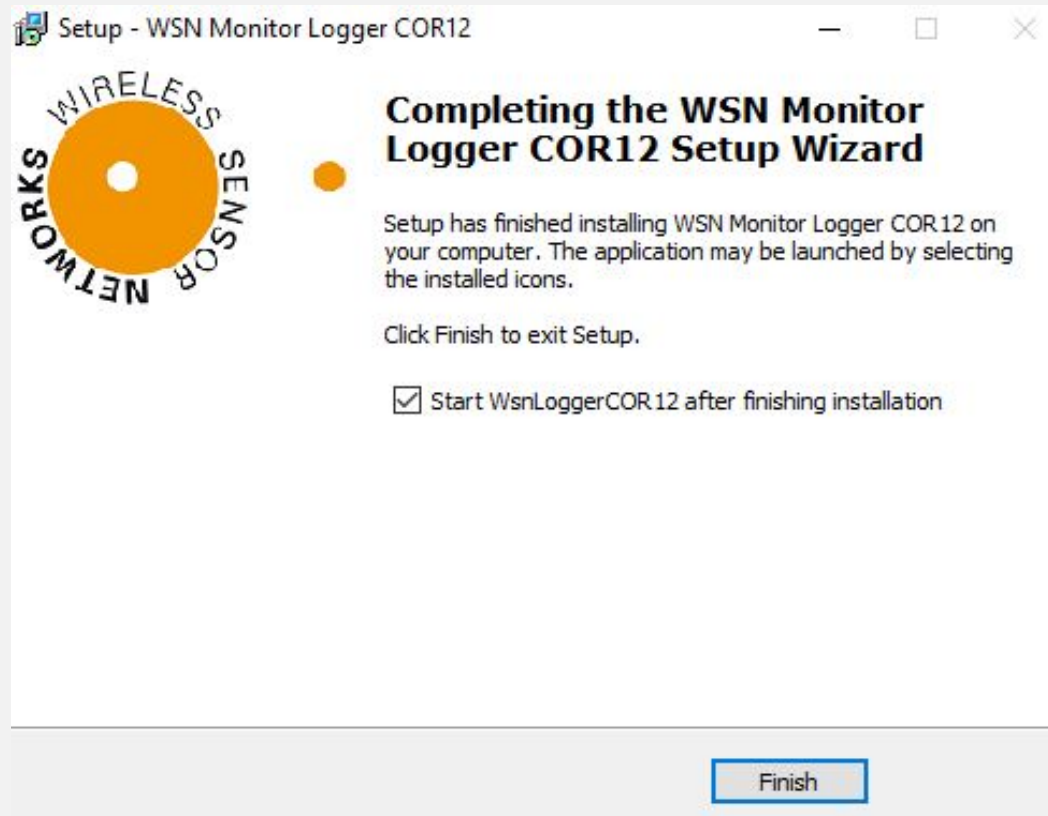 Setup - WSN Monitor Logger COR12
WIRELESS SENSOR NETWORKS
Completing the WSN Monitor
Logger COR12 Setup Wizard
Setup has finished installing WSN Monitor Logger COR12 on
your computer. The application may be launched by selecting
the installed icons.
Click Finish to exit Setup.
Start WsnLoggerCOR12 after finishing installation
Finish